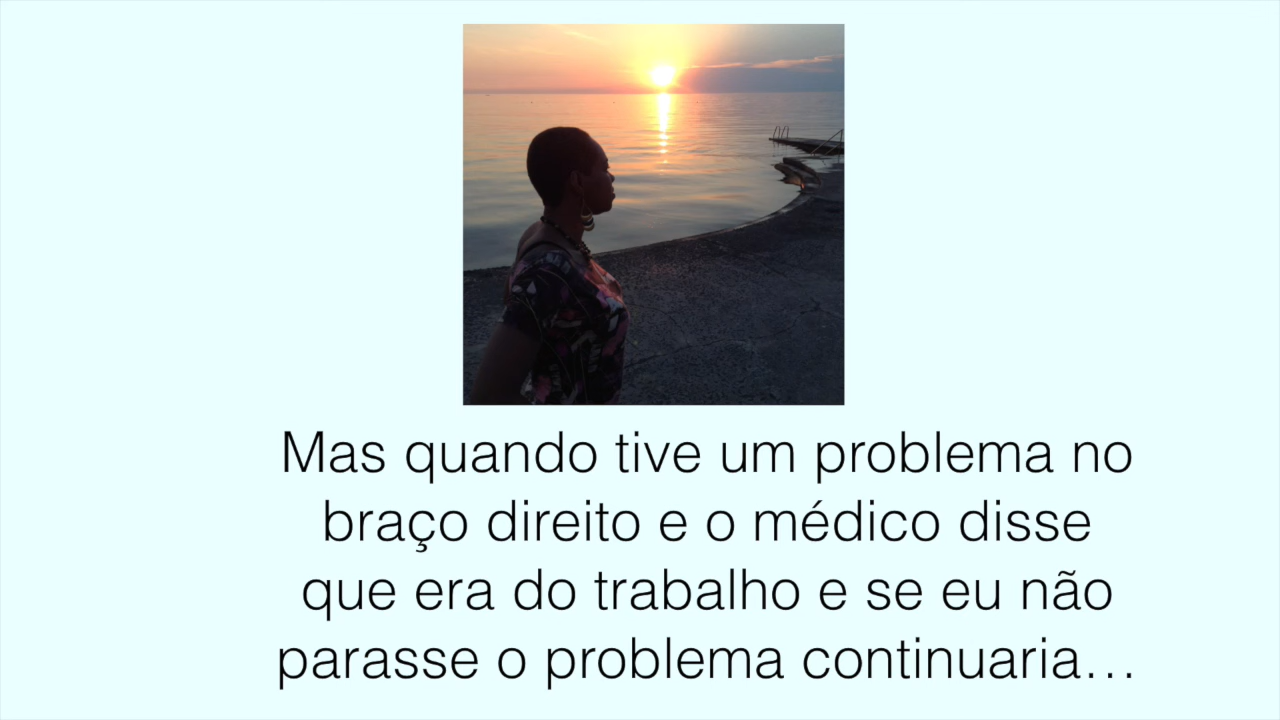 Mas quando tive um problema no
braço direito e o médico disse
que era do trabalho e se eu não
parasse o problema continuaria…